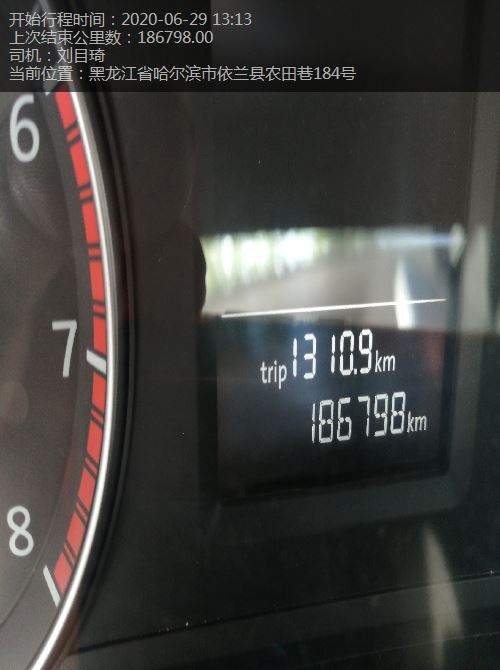 开始行程时间：2020-06-29 13:13
上次结束公里数：186798.00
司机：刘目琦
当前位置：黑龙江省哈尔滨市依兰县农田巷184号
6
7
trip 1310.9 km
186798 km
8